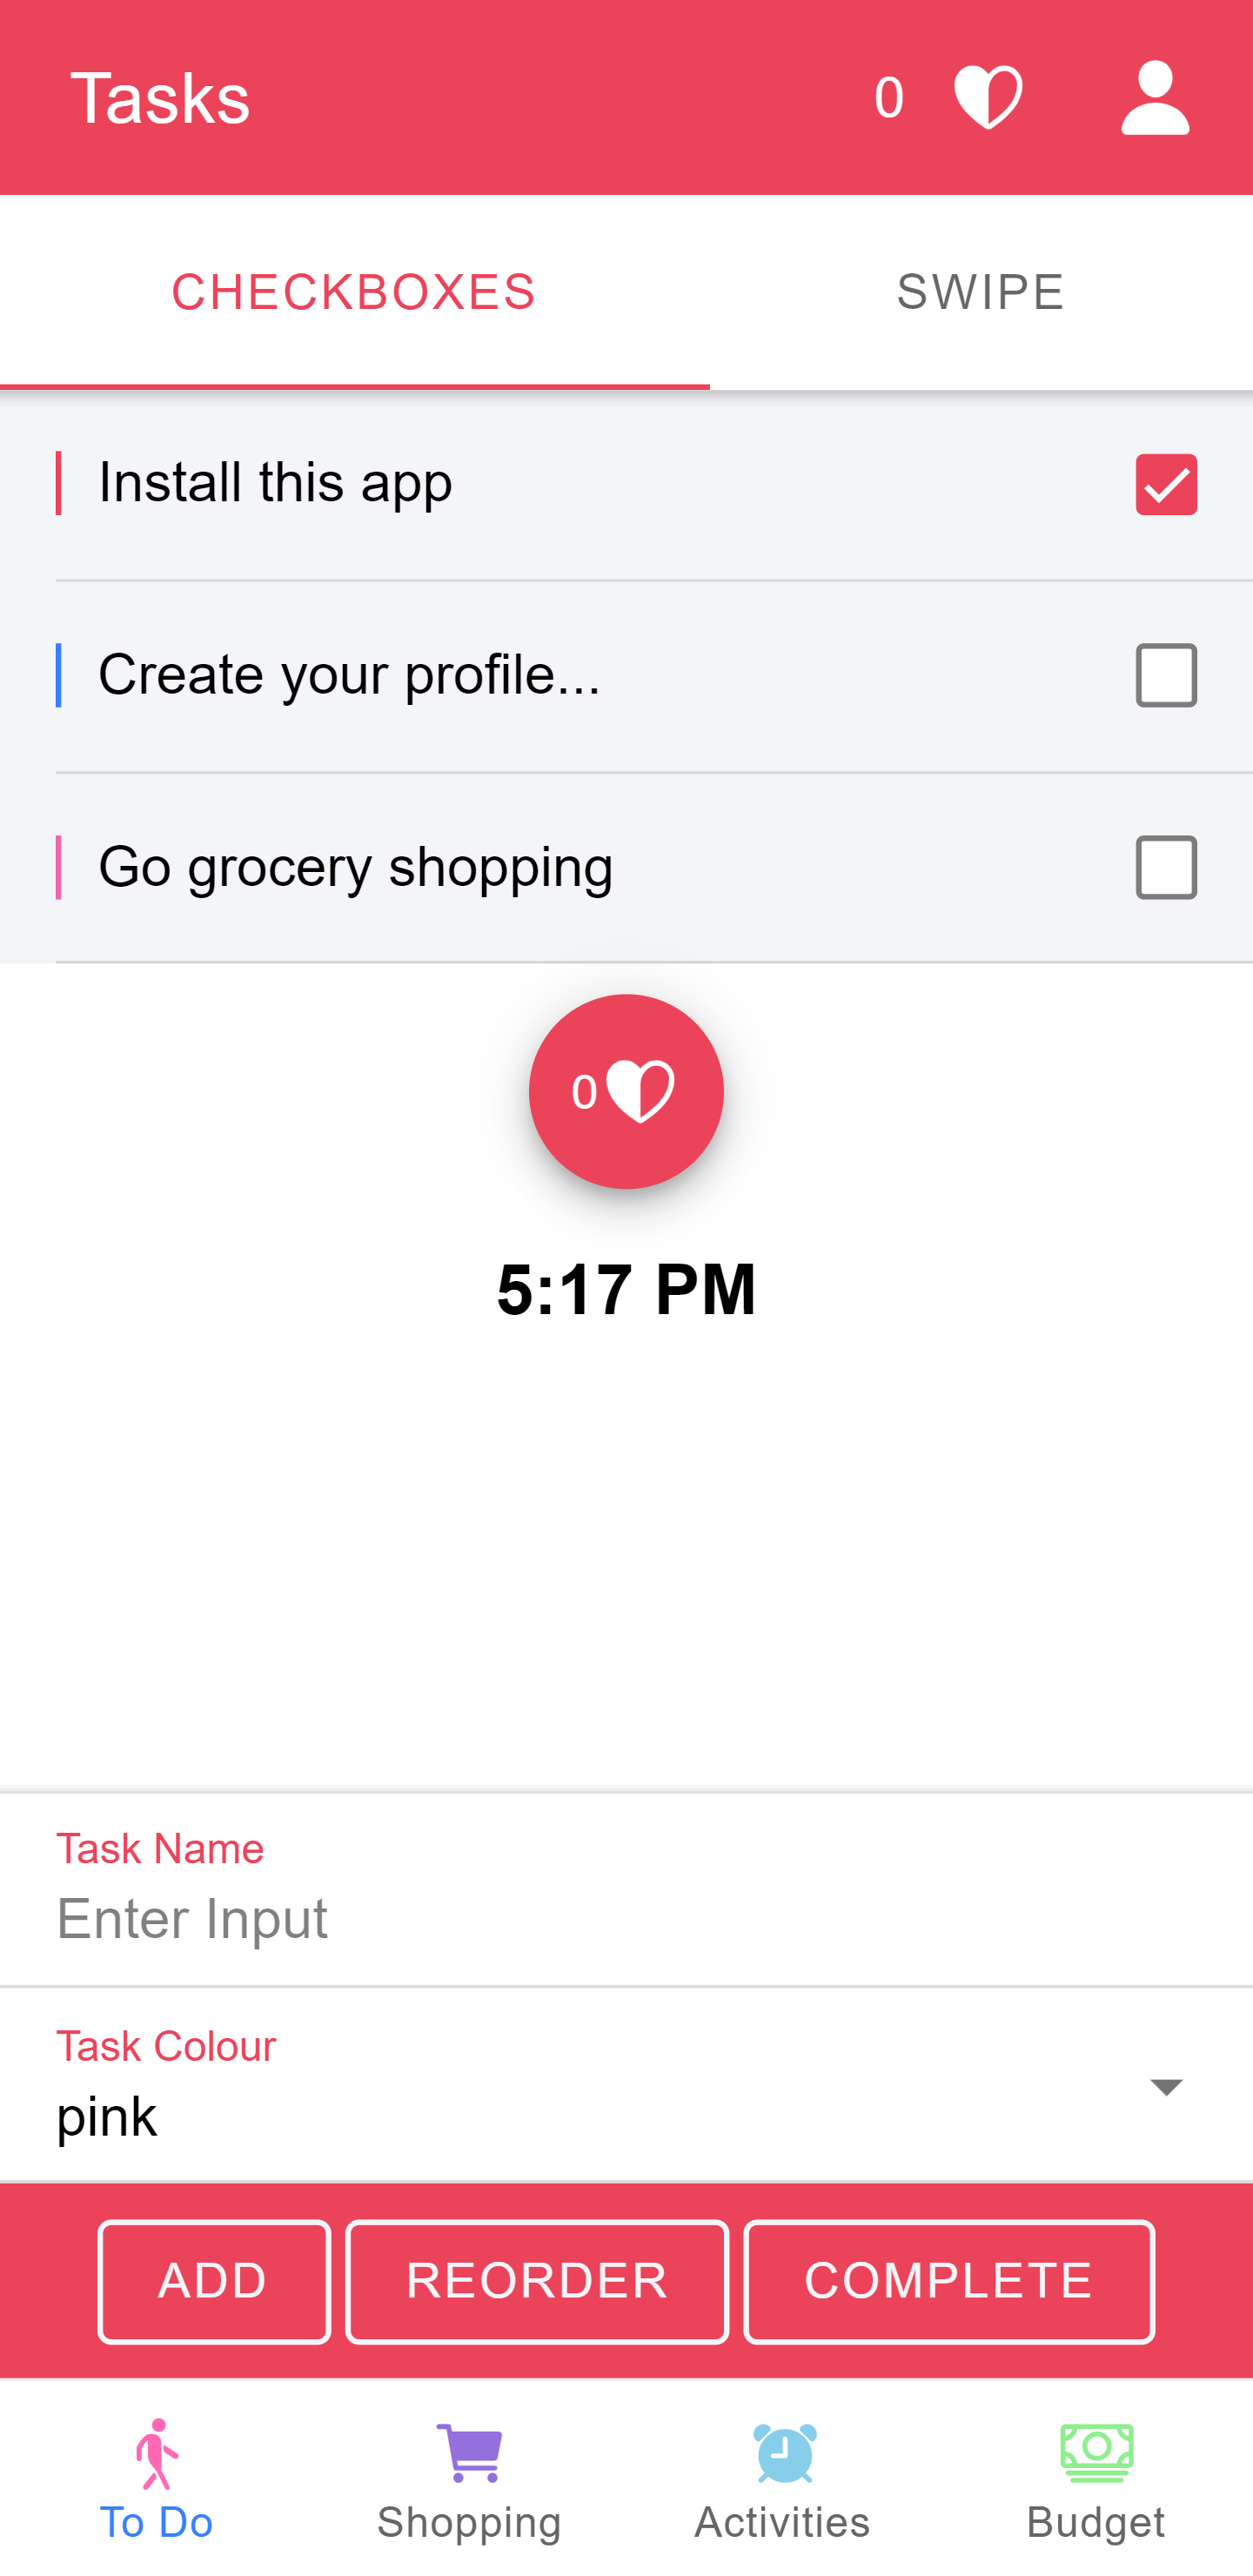 Tasks 0
CHECKBOXES SWIPE
Install this app
Create your profile...
Go grocery shopping
0
5:17 PM
Task Name
Enter Input
Task Colour
pink
ADD REORDER COMPLETE
To Do Shopping Activities Budget